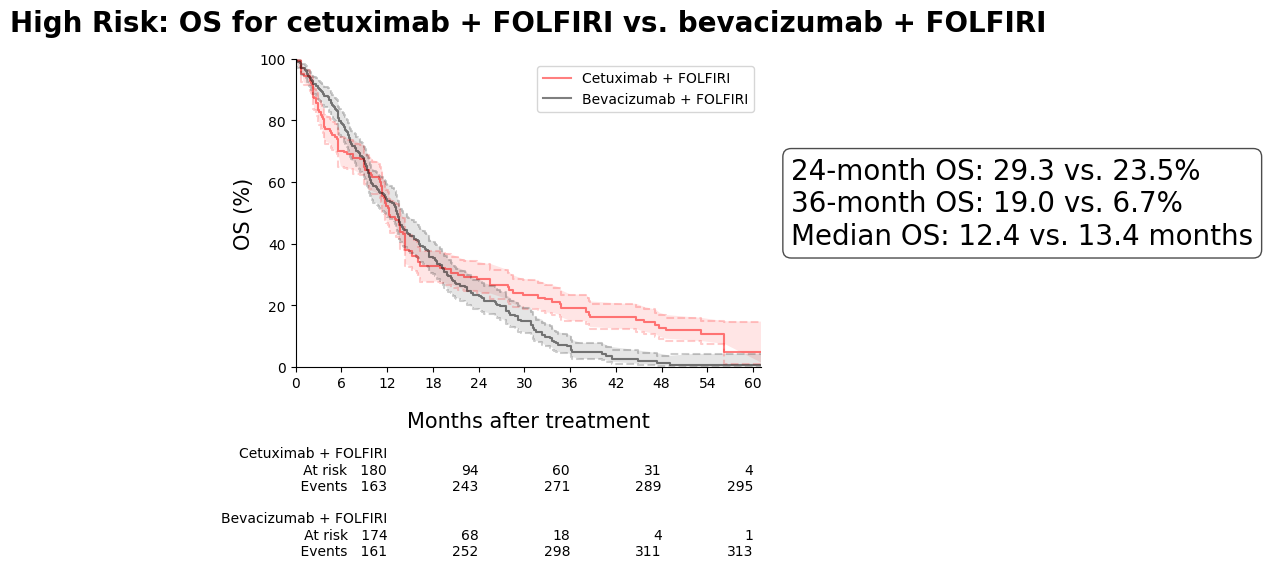 High Risk: OS for cetuximab + FOLFIRI vs. bevacizumab + FOLFIRI
100
80
60
40
20
0
OS (%)
Cetuximab + FOLFIRI
Bevacizumab + FOLFIRI
24-month OS: 29.3 vs. 23.5%
36-month OS: 19.0 vs. 6.7%
Median OS: 12.4 vs. 13.4 months
0 6 12 18 24 30 36 42 48 54 60
Months after treatment
Cetuximab + FOLFIRI
At risk 180 94 60 31 4
Events 163 243 271 289 295
Bevacizumab + FOLFIRI
At risk 174 68 18 4 1
Events 161 252 298 311 313